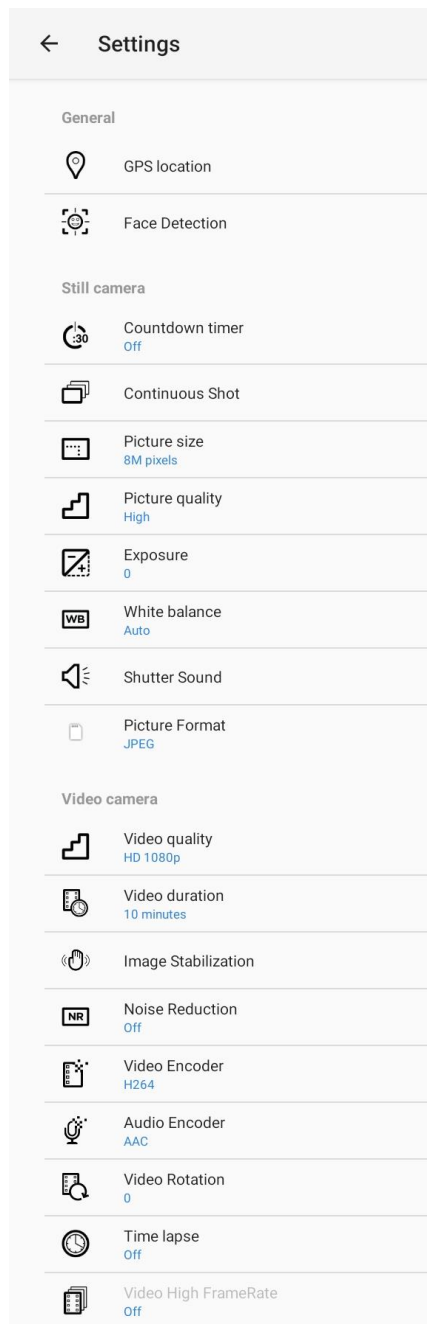 Settings
General
GPS location
Face Detection
Still camera
:30
Countdown timer
Off
Continuous Shot
Picture size
8M pixels
Picture quality
High
Exposure
0
WB
White balance
Auto
Shutter Sound
Picture Format
JPEG
Video camera
Video quality
HD 1080p
Video duration
10 minutes
Image Stabilization
NR
Noise Reduction
Off
Video Encoder
H264
Audio Encoder
AAC
Video Rotation
0
Time lapse
Off
Video High FrameRate
Off